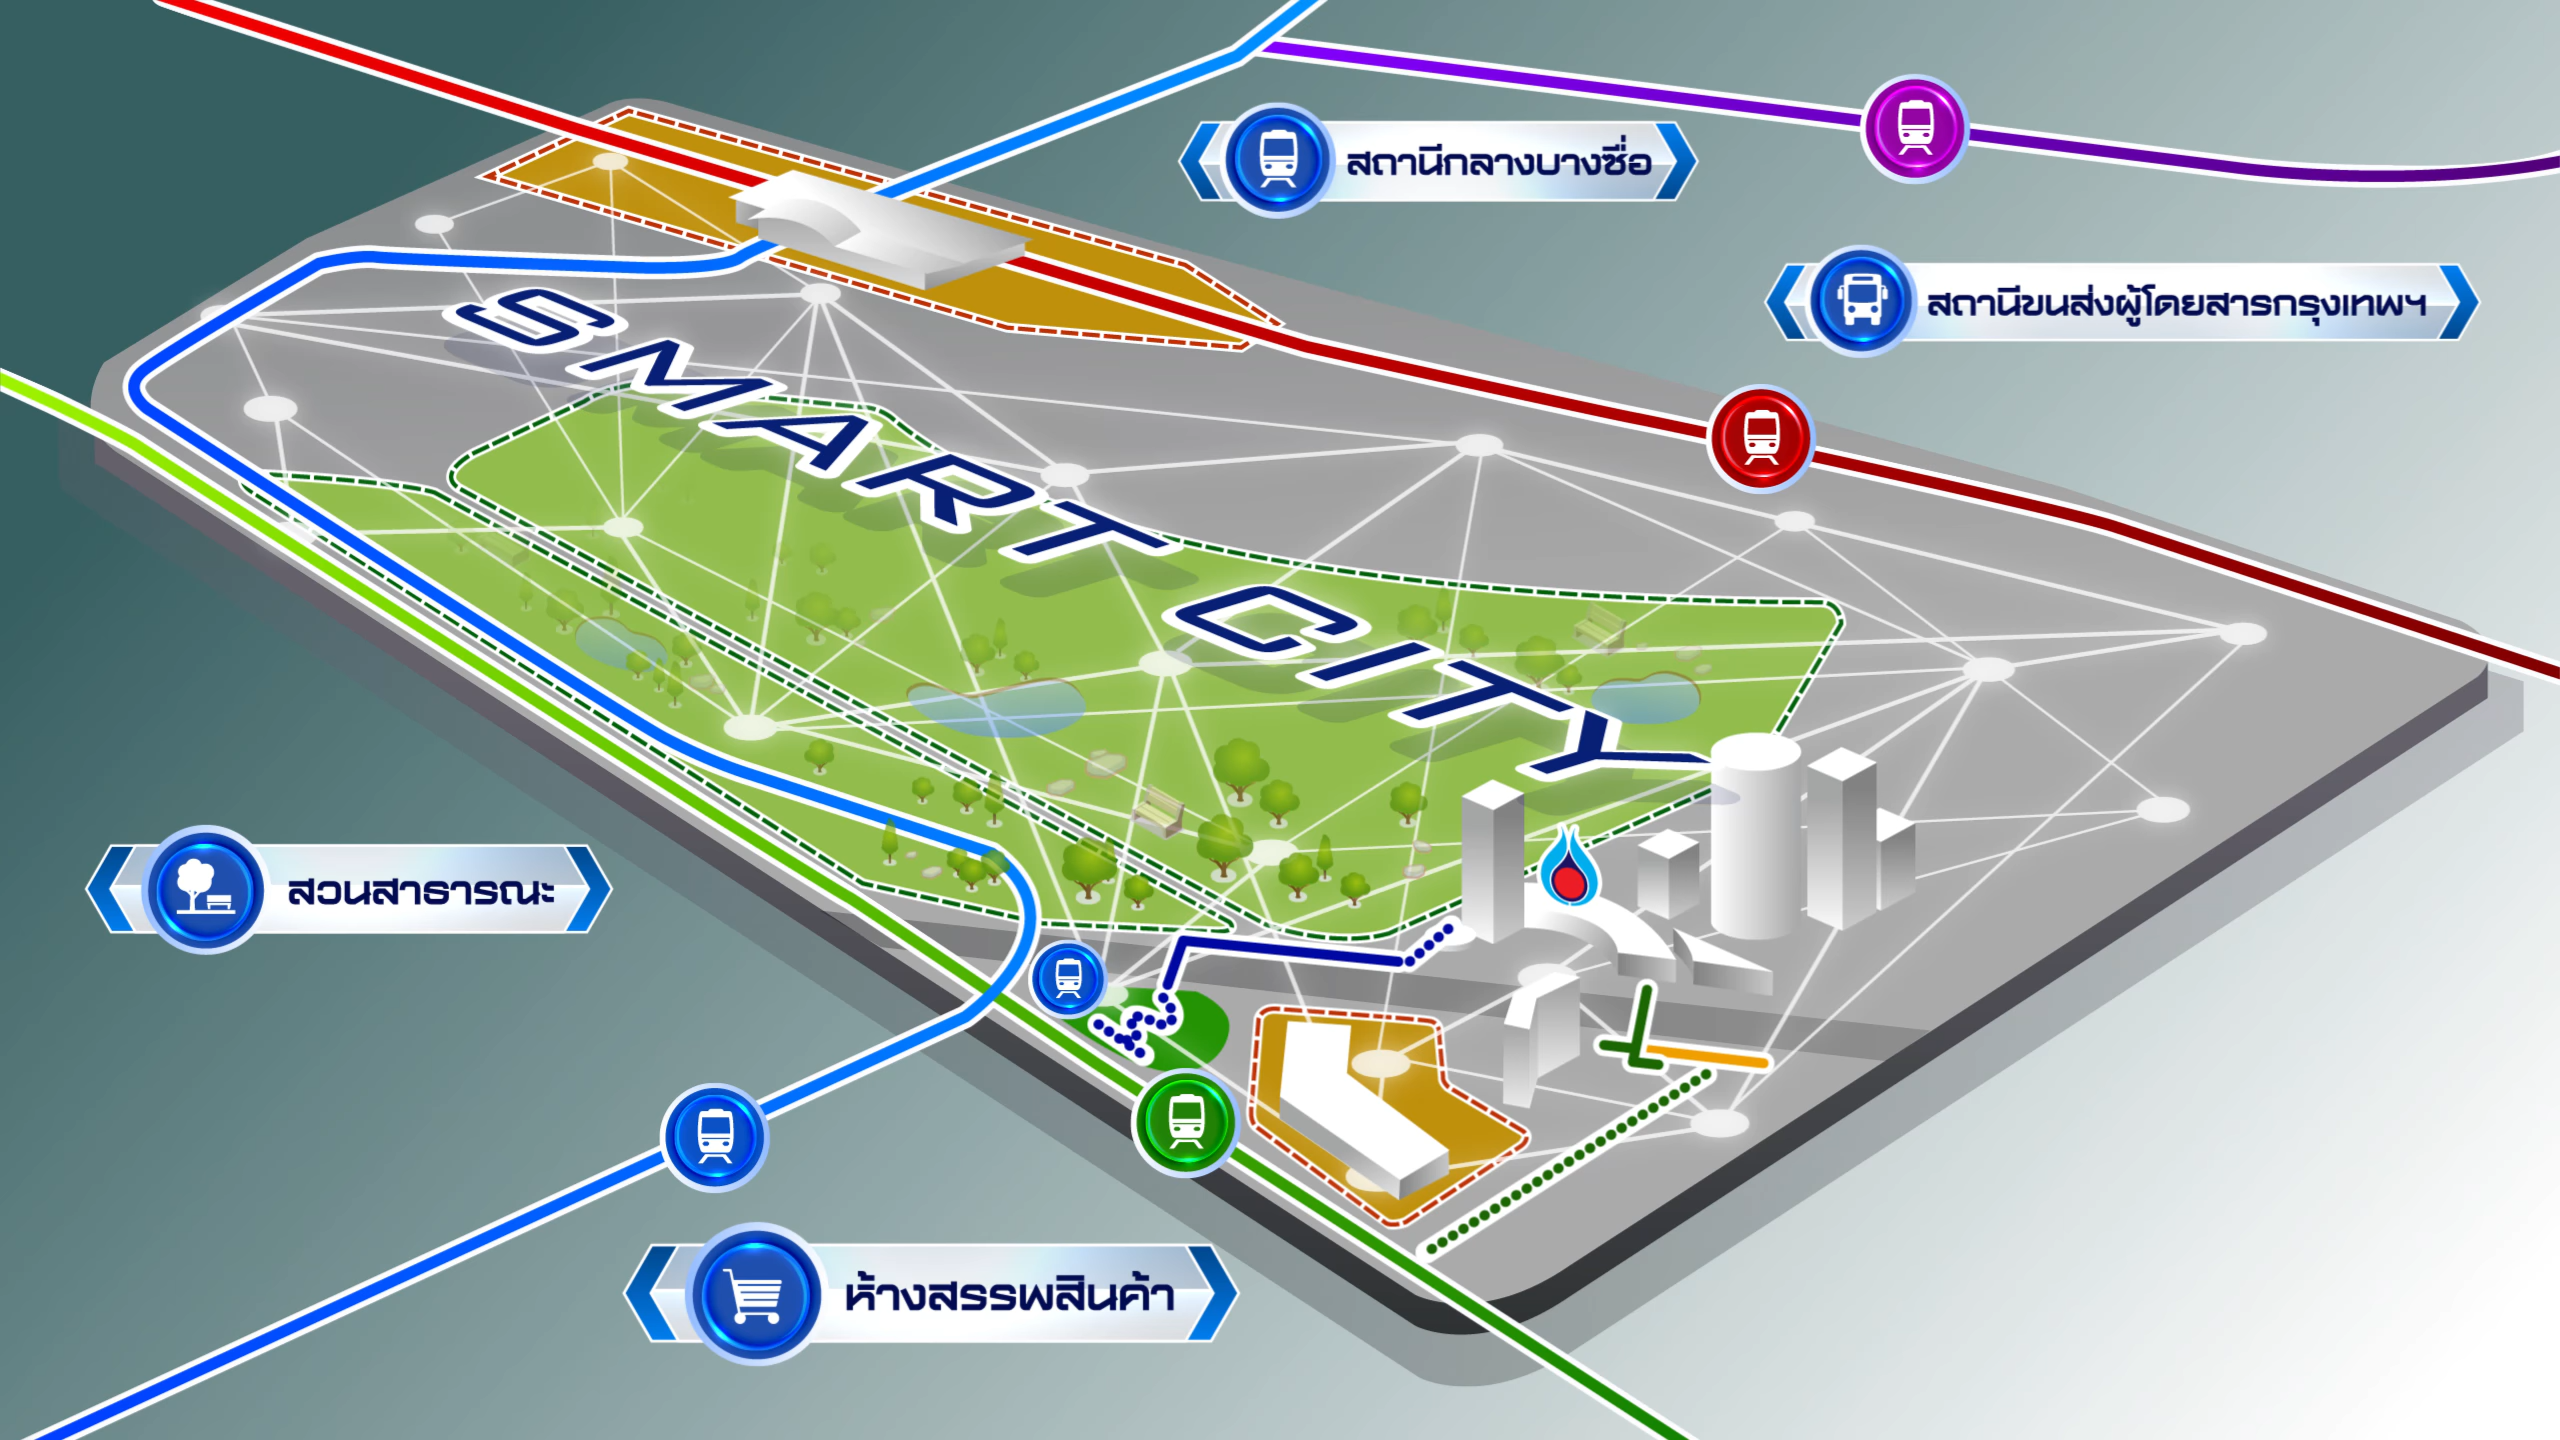 สถานีกลางบางซื่อ
สถานีขนส่งผู้โดยสารกรุงเทพฯ
SMART CITY
สวนสาธารณะ
ห้างสรรพสินค้า